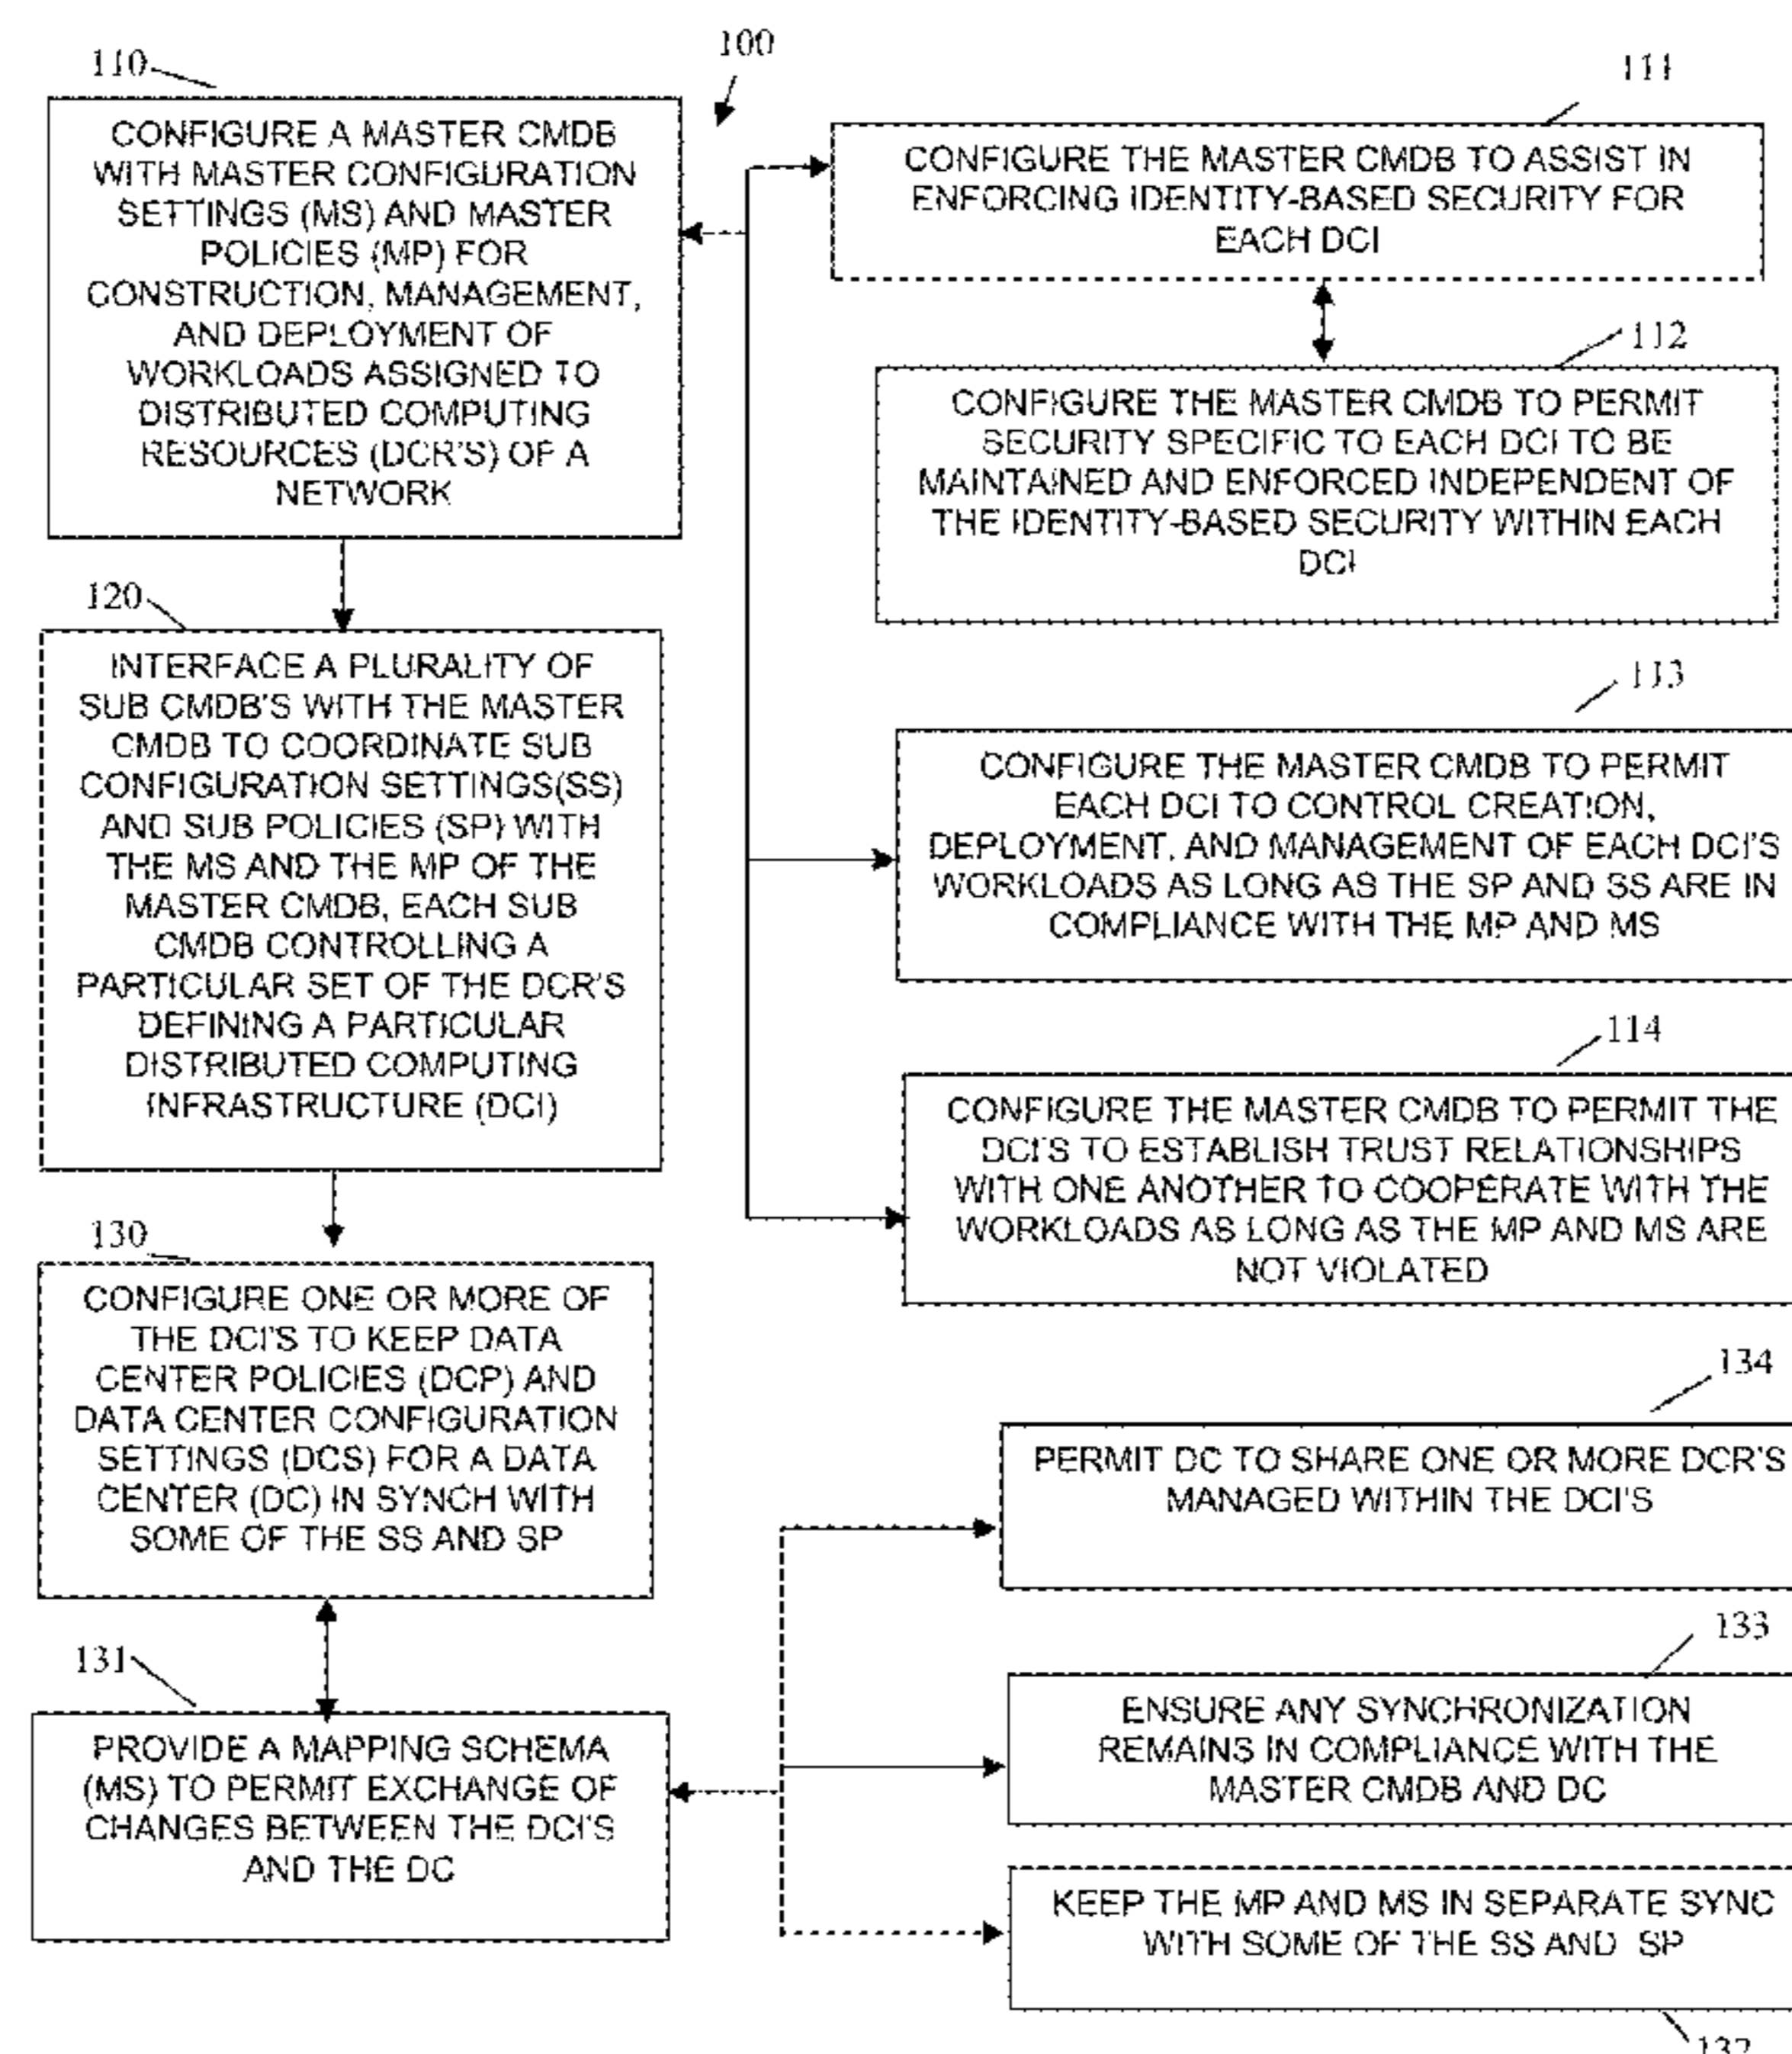 100
110
CONFIGURE A MASTER CMDB
WITH MASTER CONFIGURATION
SETTINGS (MS) AND MASTER
POLICIES (MP) FOR
CONSTRUCTION, MANAGEMENT,
AND DEPLOYMENT OF
WORKLOADS ASSIGNED TO
DISTRIBUTED COMPUTING
RESOURCES (DCR'S) OF A
NETWORK
111
CONFIGURE THE MASTER CMDB TO ASSIST IN
ENFORCING IDENTITY-BASED SECURITY FOR
EACH DCI
112
CONFIGURE THE MASTER CMDB TO PERMIT
SECURITY SPECIFIC TO EACH DCI TO BE
MAINTAINED AND ENFORCED INDEPENDENT OF
THE IDENTITY-BASED SECURITY WITHIN EACH
DCI
113
CONFIGURE THE MASTER CMDB TO PERMIT
EACH DCI TO CONTROL CREATION,
DEPLOYMENT, AND MANAGEMENT OF EACH DCI'S
WORKLOADS AS LONG AS THE SP AND SS ARE IN
COMPLIANCE WITH THE MP AND MS
114
CONFIGURE THE MASTER CMDB TO PERMIT THE
DCI'S TO ESTABLISH TRUST RELATIONSHIPS
WITH ONE ANOTHER TO COOPERATE WITH THE
WORKLOADS AS LONG AS THE MP AND MS ARE
NOT VIOLATED
120
INTERFACE A PLURALITY OF
SUB CMDB'S WITH THE MASTER
CMDB TO COORDINATE SUB
CONFIGURATION SETTINGS(SS)
AND SUB POLICIES (SP) WITH
THE MS AND THE MP OF THE
MASTER CMDB, EACH SUB
CMDB CONTROLLING A
PARTICULAR SET OF THE DCR'S
DEFINING A PARTICULAR
DISTRIBUTED COMPUTING
INFRASTRUCTURE (DCI)
130
CONFIGURE ONE OR MORE OF
THE DCI'S TO KEEP DATA
CENTER POLICIES (DCP) AND
DATA CENTER CONFIGURATION
SETTINGS (DCS) FOR A DATA
CENTER (DC) IN SYNCH WITH
SOME OF THE SS AND SP
131
PROVIDE A MAPPING SCHEMA
(MS) TO PERMIT EXCHANGE OF
CHANGES BETWEEN THE DCI'S
AND THE DC
134
PERMIT DC TO SHARE ONE OR MORE DCR'S
MANAGED WITHIN THE DCI'S
133
ENSURE ANY SYNCHRONIZATION
REMAINS IN COMPLIANCE WITH THE
MASTER CMDB AND DC
KEEP THE MP AND MS IN SEPARATE SYNC
WITH SOME OF THE SS AND SP
132